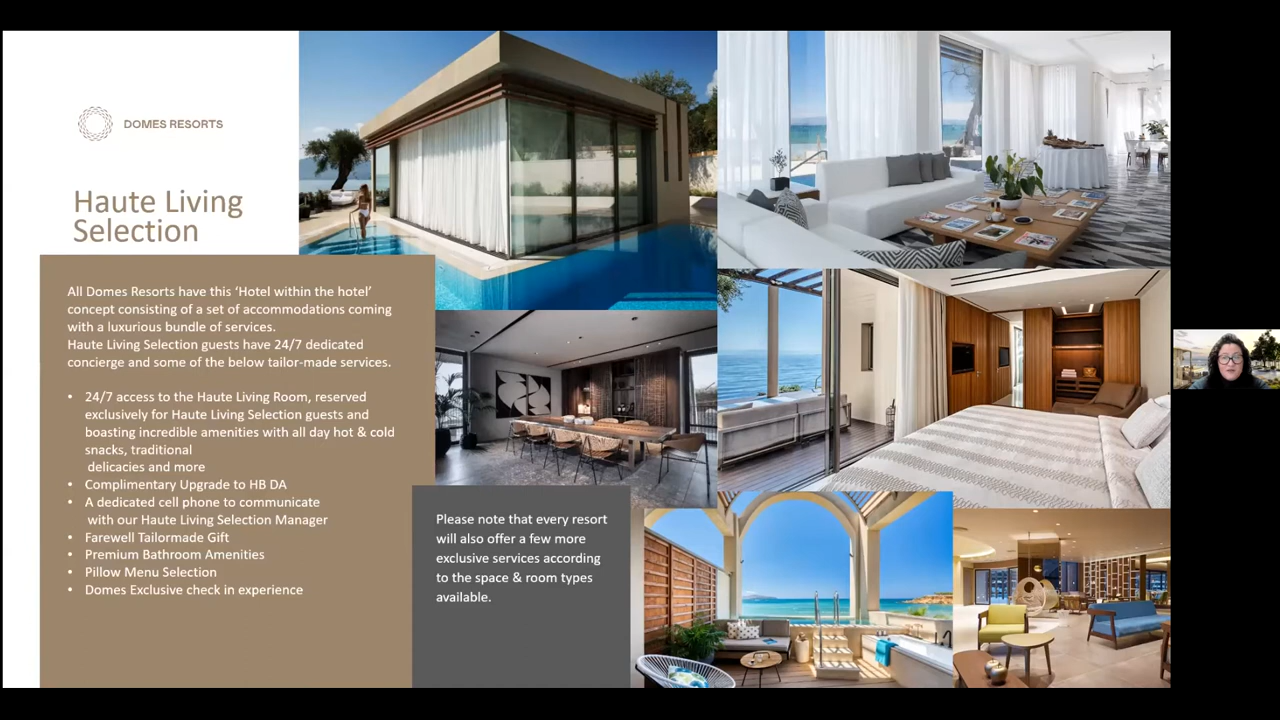 DOMES RESORTS
Haute Living
Selection
All Domes Resorts have this ‘Hotel within the hotel’
concept consisting of a set of accommodations coming
with a luxurious bundle of services.
Haute Living Selection guests have 24/7 dedicated
concierge and some of the below tailor-made services.
• 24/7 access to the Haute Living Room, reserved
exclusively for Haute Living Selection guests and
boasting incredible amenities with all day hot & cold
snacks, traditional
delicacies and more
• Complimentary Upgrade to HB DA
• A dedicated cell phone to communicate
with our Haute Living Selection Manager
• Farewell Tailormade Gift
• Premium Bathroom Amenities
• Pillow Menu Selection
• Domes Exclusive check in experience
Please note that every resort
will also offer a few more
exclusive services according
to the space & room types
available.